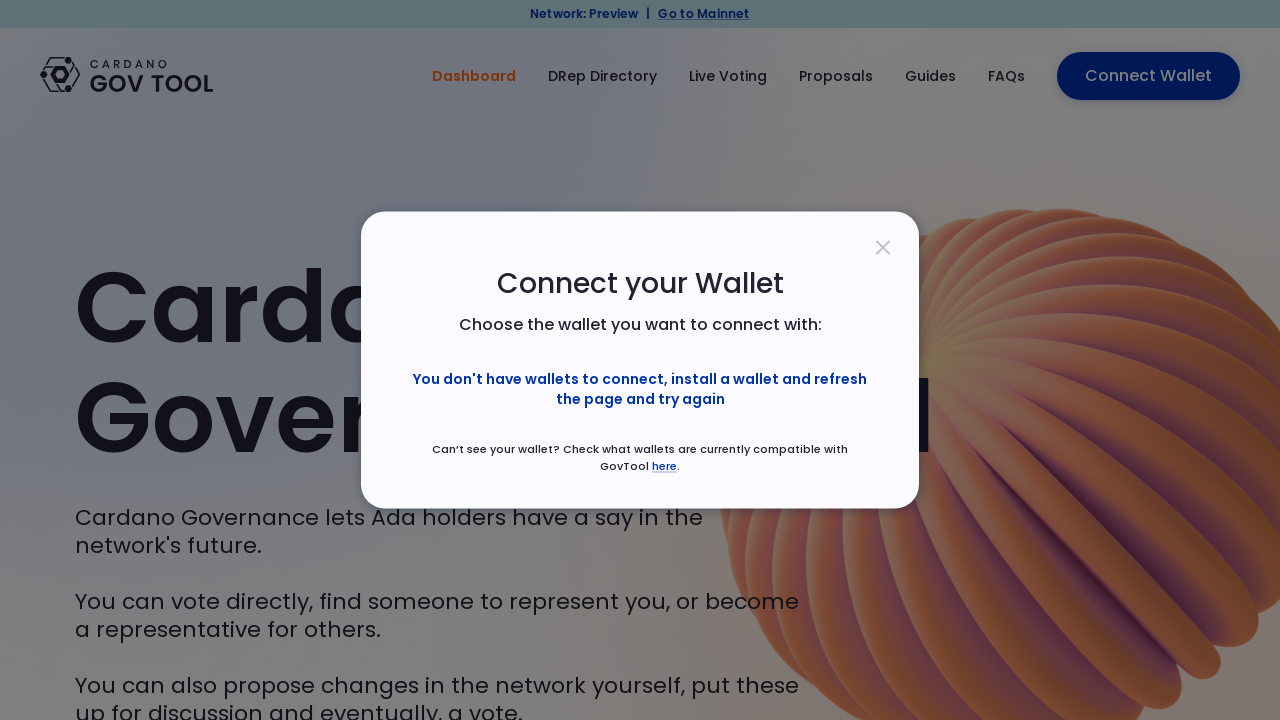 Network: Preview | Go to Mainnet
CARDANO
GOV TOOL
Dashboard DRep Directory Live Voting Proposals Guides FAQs Connect Wallet
Connect your Wallet
Choose the wallet you want to connect with:
You don't have wallets to connect, install a wallet and refresh
the page and try again
Can’t see your wallet? Check what wallets are currently compatible with
GovTool here.
Cardano Governance lets Ada holders have a say in the
network's future.
You can vote directly, find someone to represent you, or become
a representative for others.
You can also propose changes in the network yourself, put these
up for discussion and eventually, a vote.